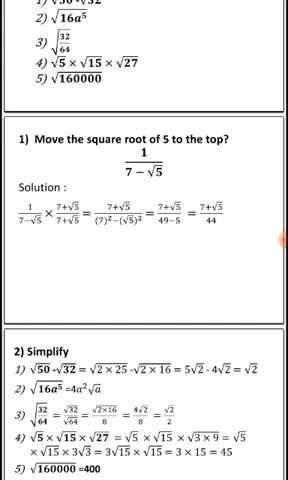 1) √50 -√32
2) √16a⁵
3) √32/64
4) √5 × √15 × √27
5) √160000
1) Move the square root of 5 to the top?
1/(7 − √5)
Solution :
1/(7−√5) × (7+√5)/(7+√5) = (7+√5)/((7)²−(√5)²) = (7+√5)/(49−5) = (7+√5)/44
2) Simplify
1) √50 -√32 = √2 × 25 -√2 × 16 = 5√2 - 4√2 = √2
2) √16a⁵ =4a²√a
3) √32/64 = √32/√64 = √2×16/8 = 4√2/8 = √2/2
4) √5 × √15 × √27 = √5 × √15 × √3 × 9 = √5
× √15 × 3√3 = 3√15 × √15 = 3 × 15 = 45
5) √160000 =400